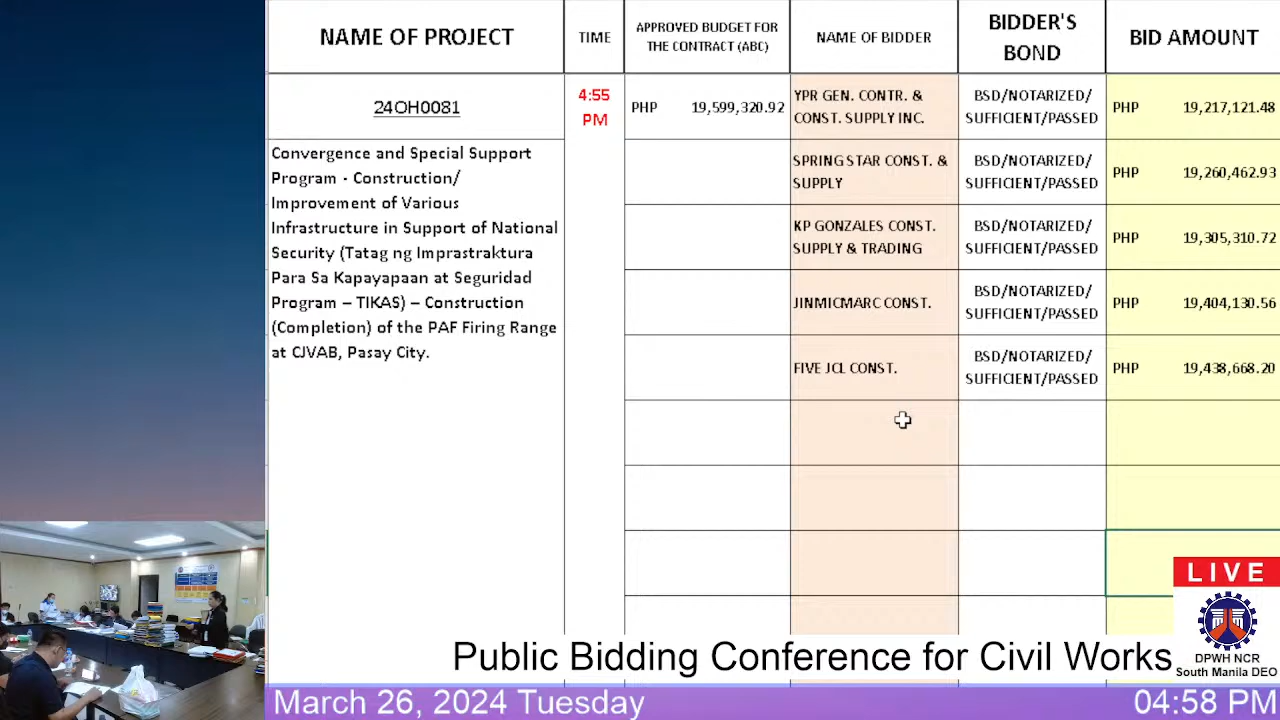 NAME OF PROJECT
TIME
APPROVED BUDGET FOR
THE CONTRACT (ABC)
NAME OF BIDDER
BIDDER'S
BOND
BID AMOUNT
24OH0081
4:55
PM
PHP 19,599,320.92
YPR GEN. CONTR. &
CONST. SUPPLY INC.
BSD/NOTARIZED/
SUFFICIENT/PASSED
PHP 19,217,121.48
Convergence and Special Support
Program - Construction/
Improvement of Various
Infrastructure in Support of National
Security (Tatag ng Imprastraktura
Para Sa Kapayapaan at Seguridad
Program – TIKAS) – Construction
(Completion) of the PAF Firing Range
at CJVAB, Pasay City.
SPRING STAR CONST. &
SUPPLY
BSD/NOTARIZED/
SUFFICIENT/PASSED
PHP 19,260,462.93
KP GONZALES CONST.
SUPPLY & TRADING
BSD/NOTARIZED/
SUFFICIENT/PASSED
PHP 19,305,310.72
JINMICMARC CONST.
BSD/NOTARIZED/
SUFFICIENT/PASSED
PHP 19,404,130.56
FIVE JCL CONST.
BSD/NOTARIZED/
SUFFICIENT/PASSED
PHP 19,438,668.20
LIVE
DPWH NCR
South Manila DEO
Public Bidding Conference for Civil Works
March 26, 2024 Tuesday
04:58 PM